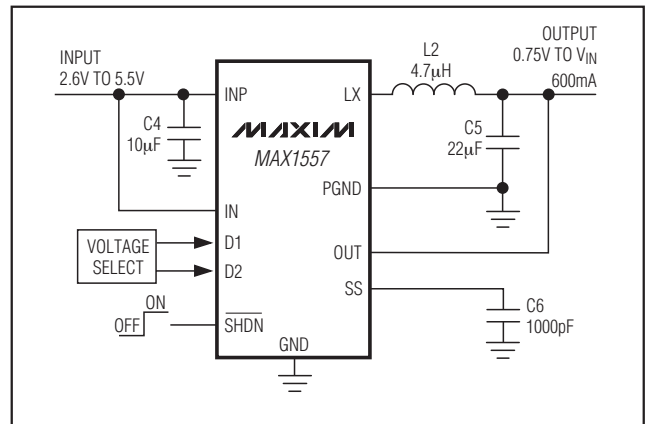 INPUT
2.6V TO 5.5V
OUTPUT
0.75V TO VIN
600mA
L2
4.7μH
INP
LX
C4
10μF
MAXIM
MAX1557
C5
22μF
PGND
IN
VOLTAGE
SELECT
D1
D2
OUT
SS
ON
OFF
SHDN
C6
1000pF
GND